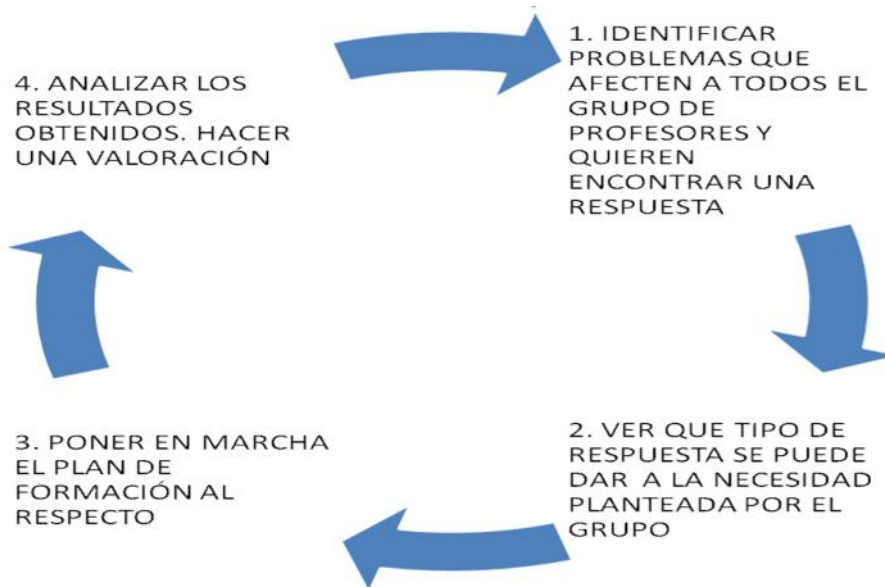 1. IDENTIFICAR
PROBLEMAS QUE
AFECTEN A TODOS EL
GRUPO DE
PROFESORES Y
QUIEREN
ENCONTRAR UNA
RESPUESTA
2. VER QUE TIPO DE
RESPUESTA SE PUEDE
DAR A LA NECESIDAD
PLANTEADA POR EL
GRUPO
3. PONER EN MARCHA
EL PLAN DE
FORMACIÓN AL
RESPECTO
4. ANALIZAR LOS
RESULTADOS
OBTENIDOS. HACER
UNA VALORACIÓN